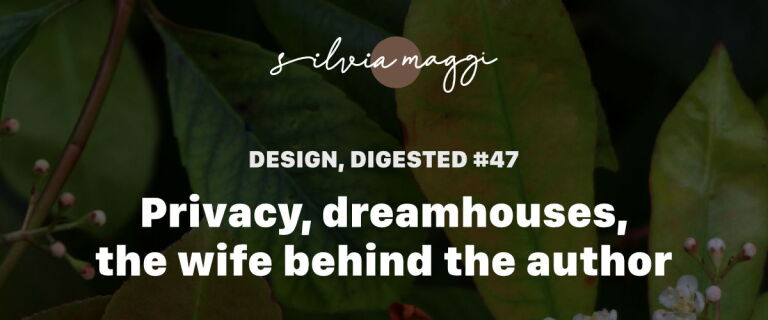 silvia maggi
DESIGN, DIGESTED #47
Privacy, dreamhouses,
the wife behind the author